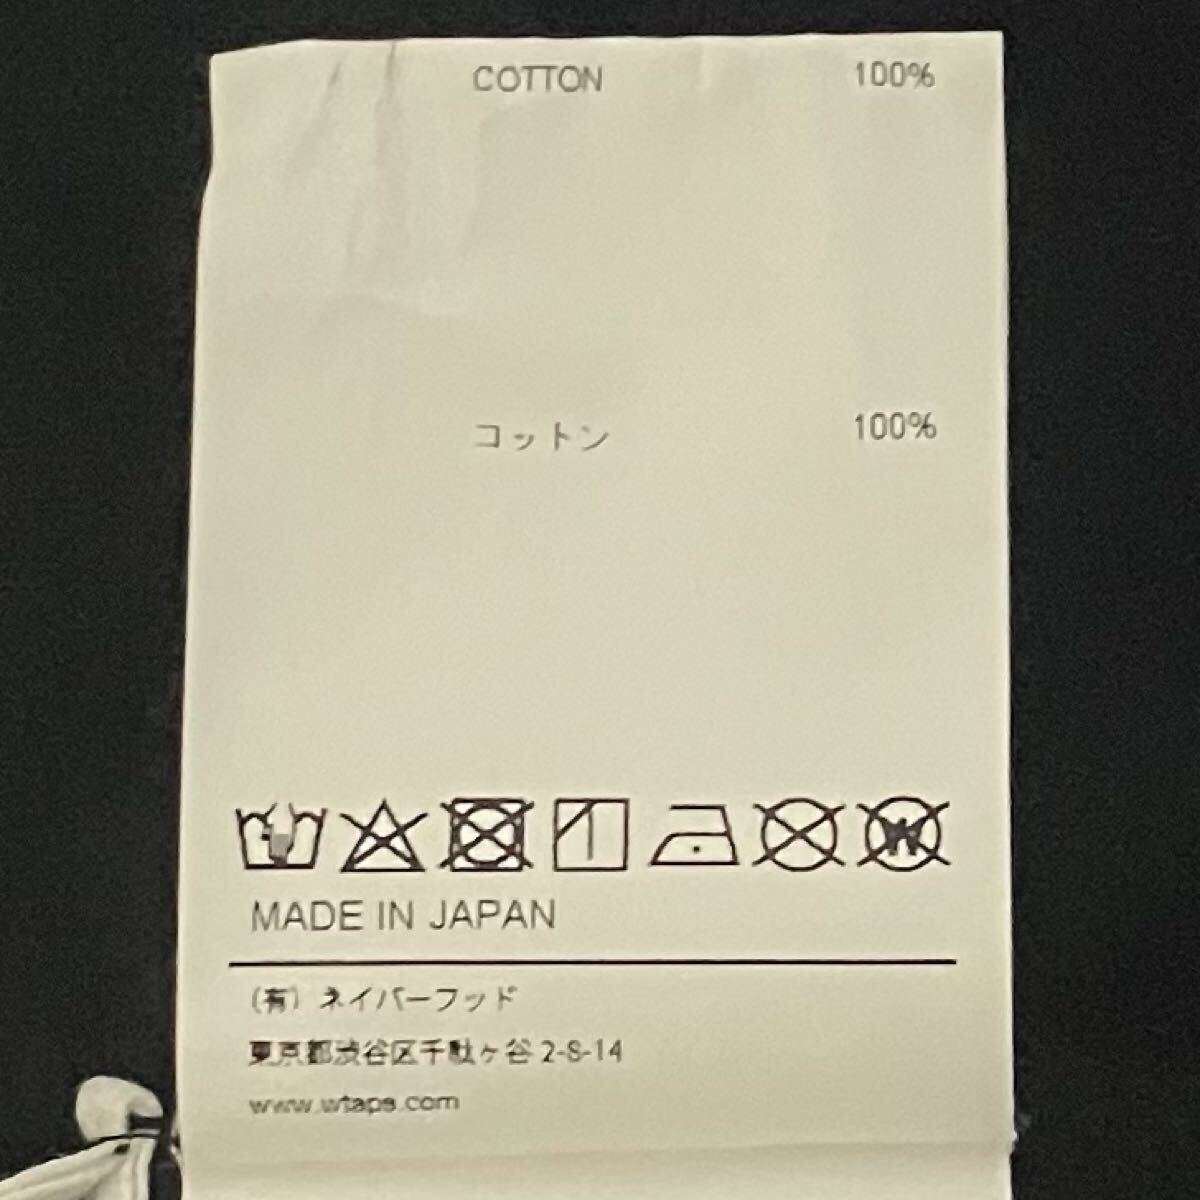 COTTON 100%
コットン 100%
W
MADE IN JAPAN
(有) ネイバーフッド
東京都渋谷区千駄ヶ谷 2-8-14
www.wtaps.com